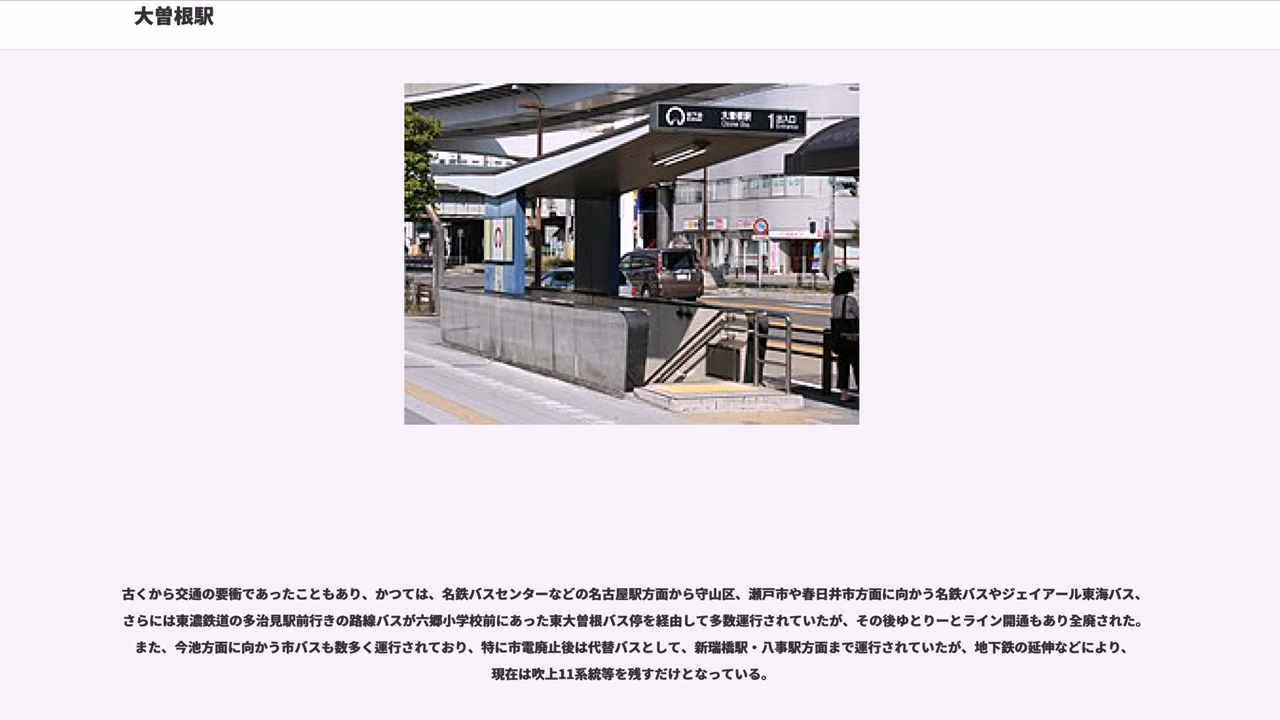 大曽根駅
大曽根駅
Ozone Sta.
1 出入口
Entrance
古くから交通の要衝であったこともあり、かつては、名鉄バスセンターなどの名古屋駅方面から守山区、瀬戸市や春日井市方面に向かう名鉄バスやジェイアール東海バス、
さらには東濃鉄道の多治見駅前行きの路線バスが六郷小学校前にあった東大曽根バス停を経由して多数運行されていたが、その後ゆとりーとライン開通もあり全廃された。
また、今池方面に向かう市バスも数多く運行されており、特に市電廃止後は代替バスとして、新瑞橋駅・八事駅方面まで運行されていたが、地下鉄の延伸などにより、
現在は吹上11系統等を残すだけとなっている。